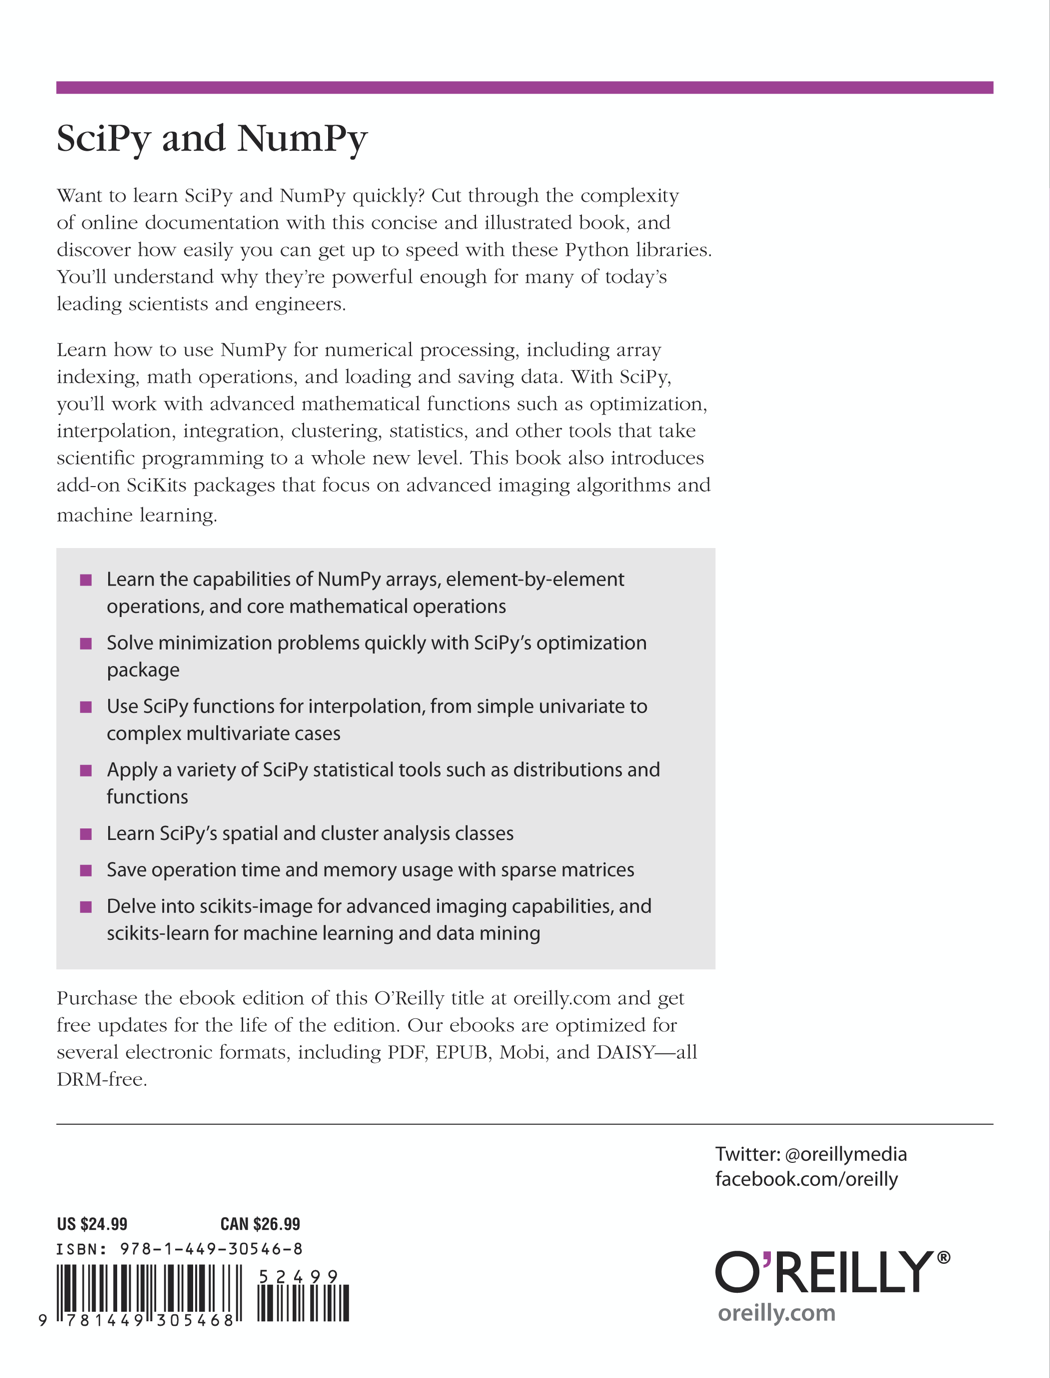 SciPy and NumPy
Want to learn SciPy and NumPy quickly? Cut through the complexity
of online documentation with this concise and illustrated book, and
discover how easily you can get up to speed with these Python libraries.
You’ll understand why they’re powerful enough for many of today’s
leading scientists and engineers.
Learn how to use NumPy for numerical processing, including array
indexing, math operations, and loading and saving data. With SciPy,
you’ll work with advanced mathematical functions such as optimization,
interpolation, integration, clustering, statistics, and other tools that take
scientific programming to a whole new level. This book also introduces
add-on SciKits packages that focus on advanced imaging algorithms and
machine learning.
■ Learn the capabilities of NumPy arrays, element-by-element
operations, and core mathematical operations
■ Solve minimization problems quickly with SciPy’s optimization
package
■ Use SciPy functions for interpolation, from simple univariate to
complex multivariate cases
■ Apply a variety of SciPy statistical tools such as distributions and
functions
■ Learn SciPy’s spatial and cluster analysis classes
■ Save operation time and memory usage with sparse matrices
■ Delve into scikits-image for advanced imaging capabilities, and
scikits-learn for machine learning and data mining
Purchase the ebook edition of this O’Reilly title at oreilly.com and get
free updates for the life of the edition. Our ebooks are optimized for
several electronic formats, including PDF, EPUB, Mobi, and DAISY—all
DRM-free.
Twitter: @oreillymedia
facebook.com/oreilly
US $24.99 CAN $26.99
ISBN: 978-1-449-30546-8
52499
9 781449 305468
O’REILLY®
oreilly.com